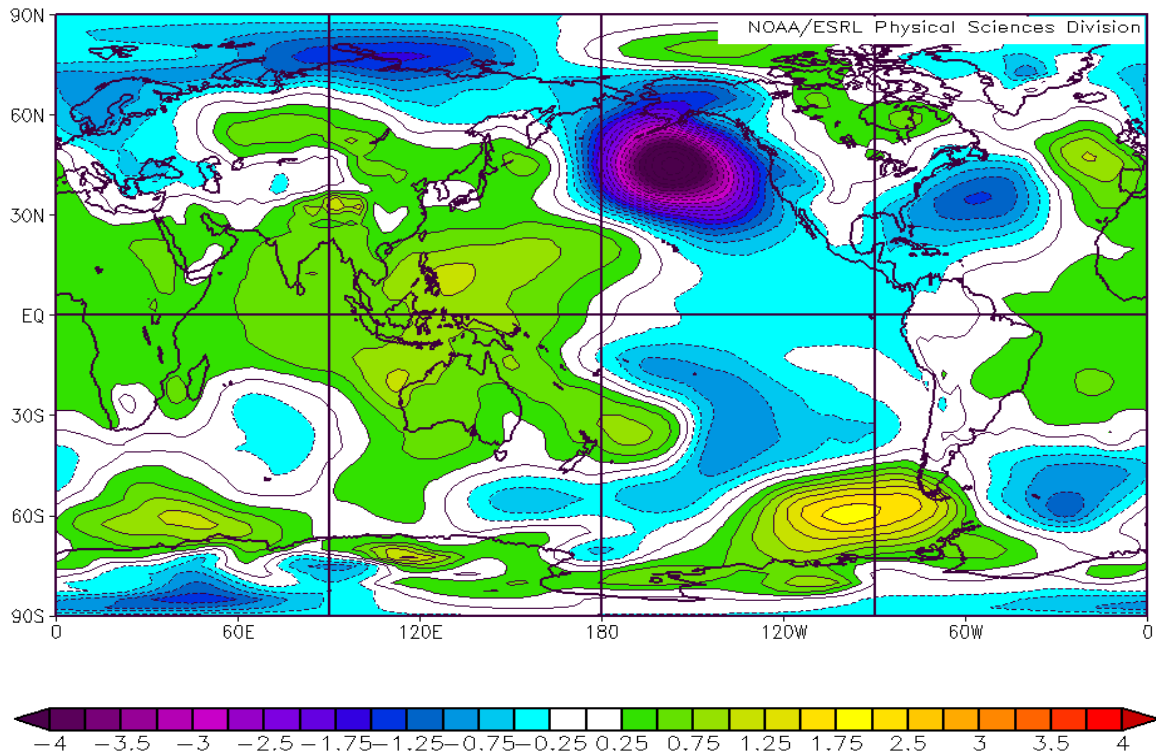 90N
NOAA/ESRL Physical Sciences Division
60N
30N
EQ
30S
60S
90S
0 60E 120E 180 120W 60W 0
-4 -3.5 -3 -2.5 -1.75 -1.25 -0.75 -0.25 0.25 0.75 1.25 1.75 2.5 3 3.5 4